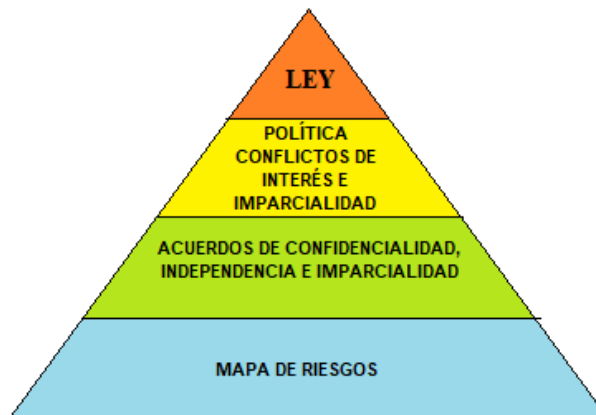 LEY
POLÍTICA
CONFLICTOS DE
INTERÉS E
IMPARCIALIDAD
ACUERDOS DE CONFIDENCIALIDAD,
INDEPENDENCIA E IMPARCIALIDAD
MAPA DE RIESGOS